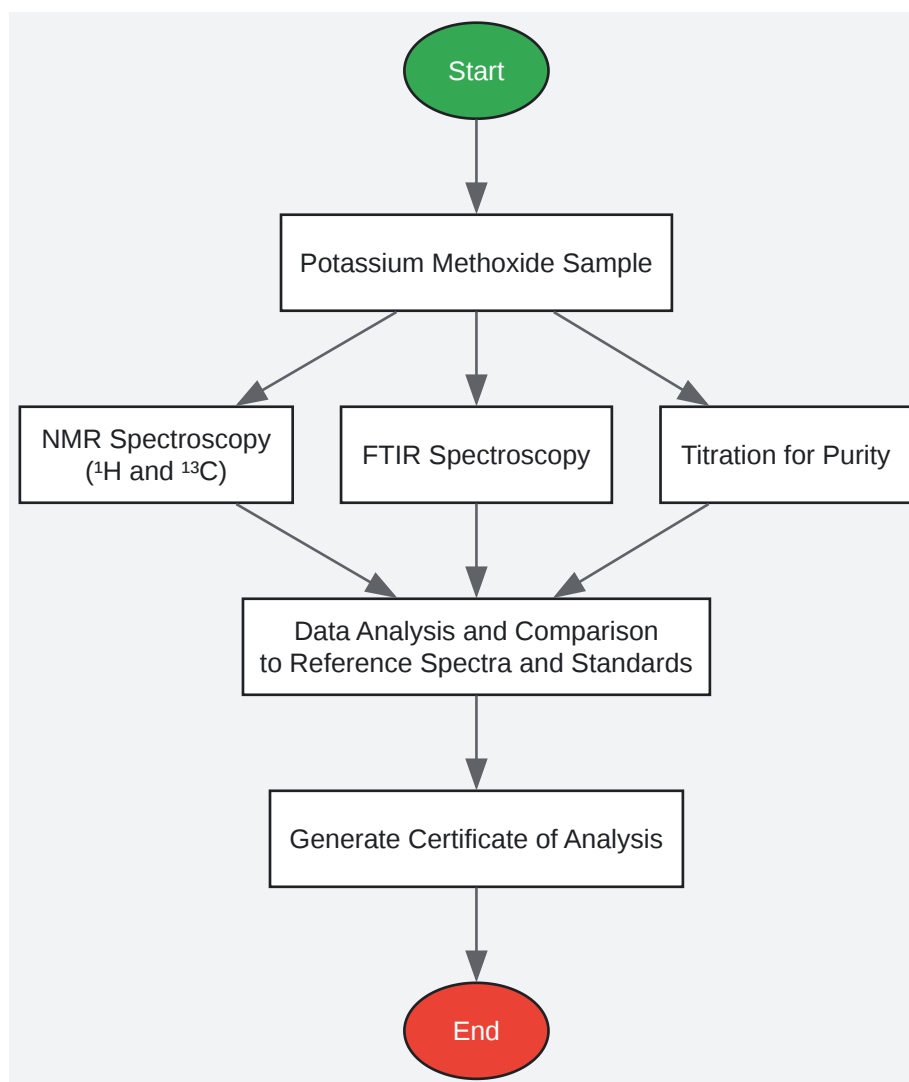 Start
Potassium Methoxide Sample
NMR Spectroscopy
(¹H and ¹³C)
FTIR Spectroscopy
Titration for Purity
Data Analysis and Comparison
to Reference Spectra and Standards
Generate Certificate of Analysis
End